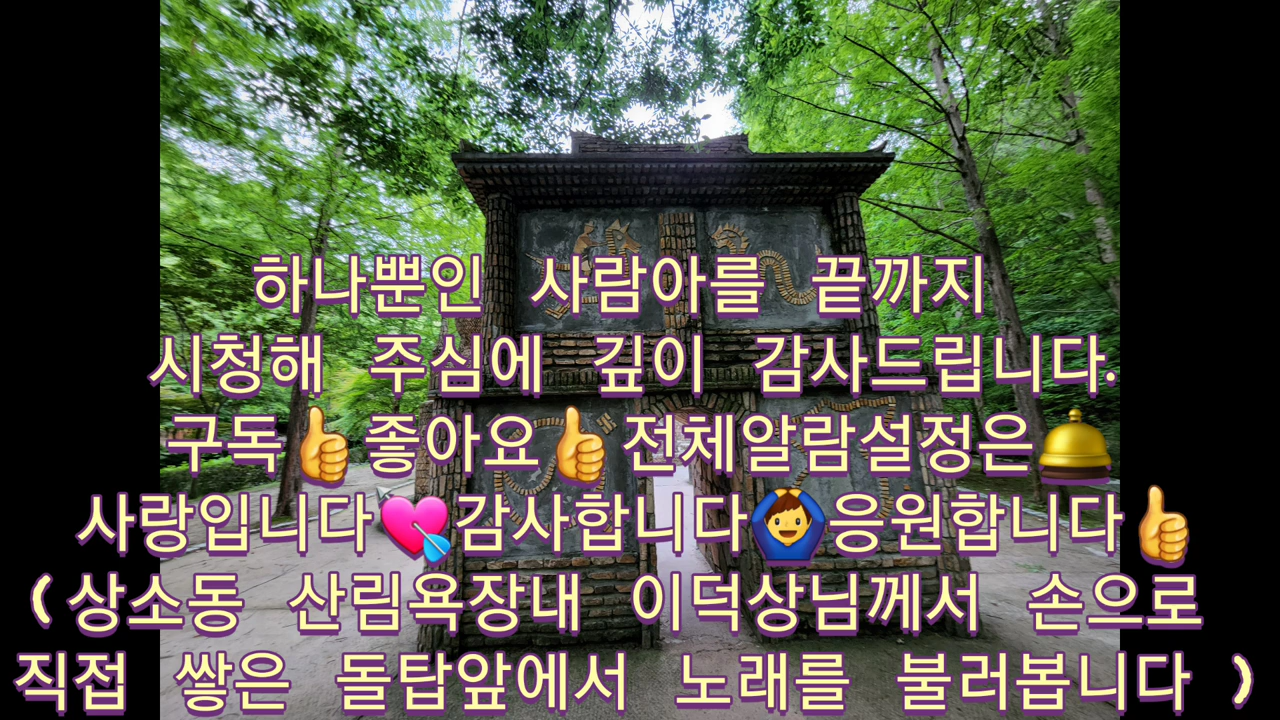 하나뿐인 사람아를 끝까지
시청해 주심에 깊이 감사드립니다.
구독👍좋아요👍전체알람설정은🛎
사랑입니다💘감사합니다🙆‍♂️응원합니다👍
(상소동 산림욕장내 이덕상님께서 손으로
직접 쌓은 돌탑앞에서 노래를 불러봅니다 )